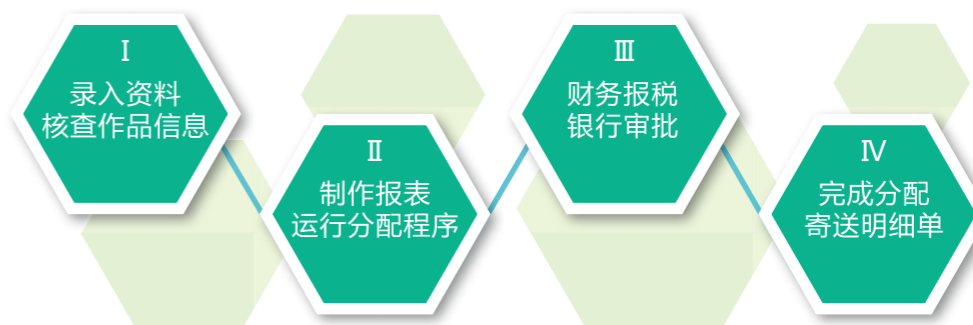 Ⅰ
录入资料
核查作品信息
Ⅱ
制作报表
运行分配程序
Ⅲ
财务报税
银行审批
Ⅳ
完成分配
寄送明细单